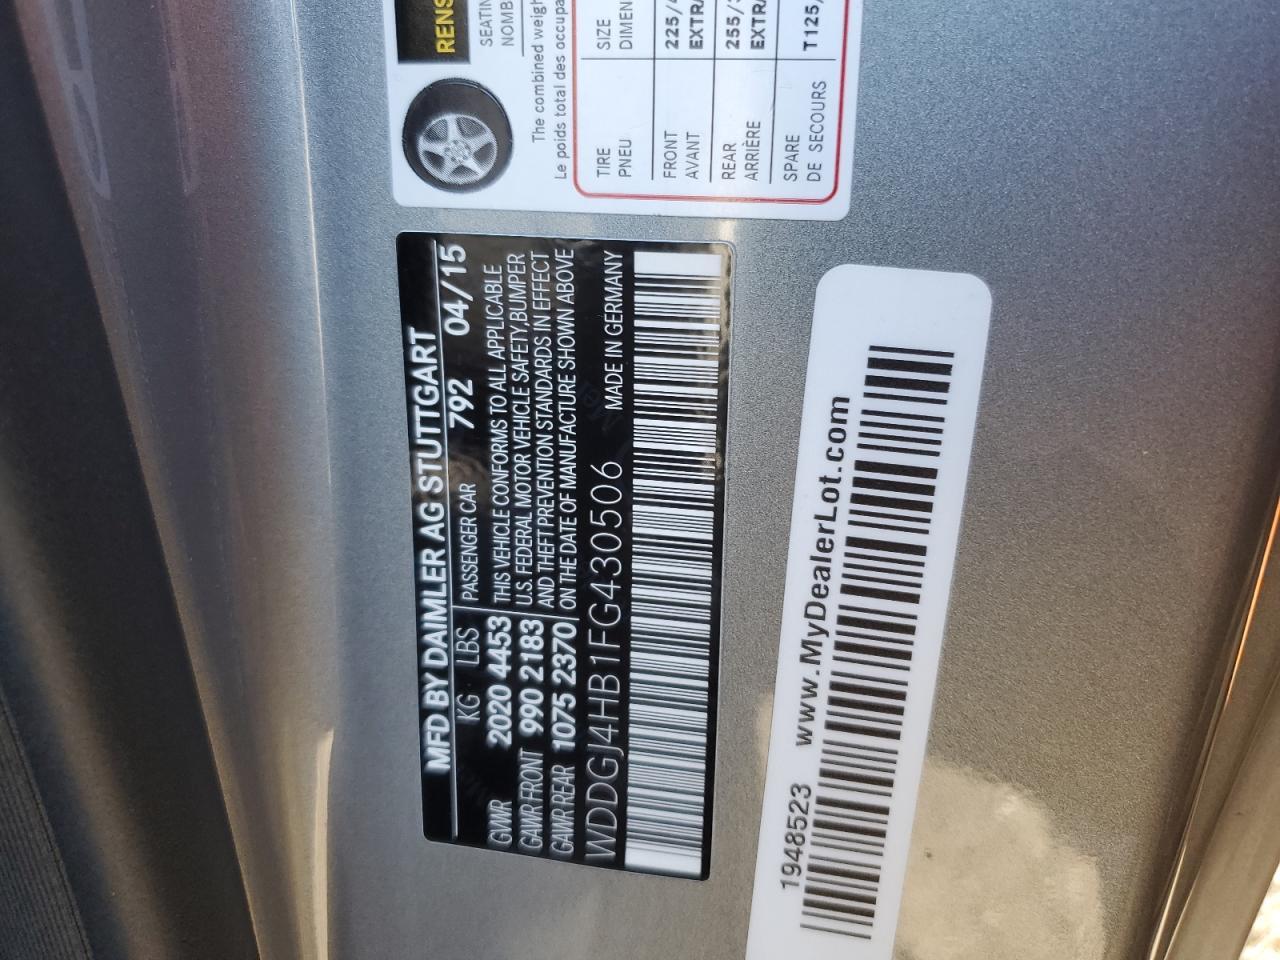 RENS
SEATIN
NOMB
The combined weigh
Le poids total des occupa
TIRE SIZE
PNEU DIMEN
FRONT 225/4
AVANT EXTRA
REAR 255/3
ARRIÈRE EXTRA
SPARE T125/
DE SECOURS
MFD BY DAIMLER AG STUTTGART
KG LBS PASSENGER CAR 792 04/15
GVWR 2020 4453 THIS VEHICLE CONFORMS TO ALL APPLICABLE
GAWR FRONT 990 2183 U.S. FEDERAL MOTOR VEHICLE SAFETY,BUMPER
AND THEFT PREVENTION STANDARDS IN EFFECT
GAWR REAR 1075 2370 ON THE DATE OF MANUFACTURE SHOWN ABOVE
WDDGJ4HB1FG430506 MADE IN GERMANY
1948523 www.MyDealerLot.com